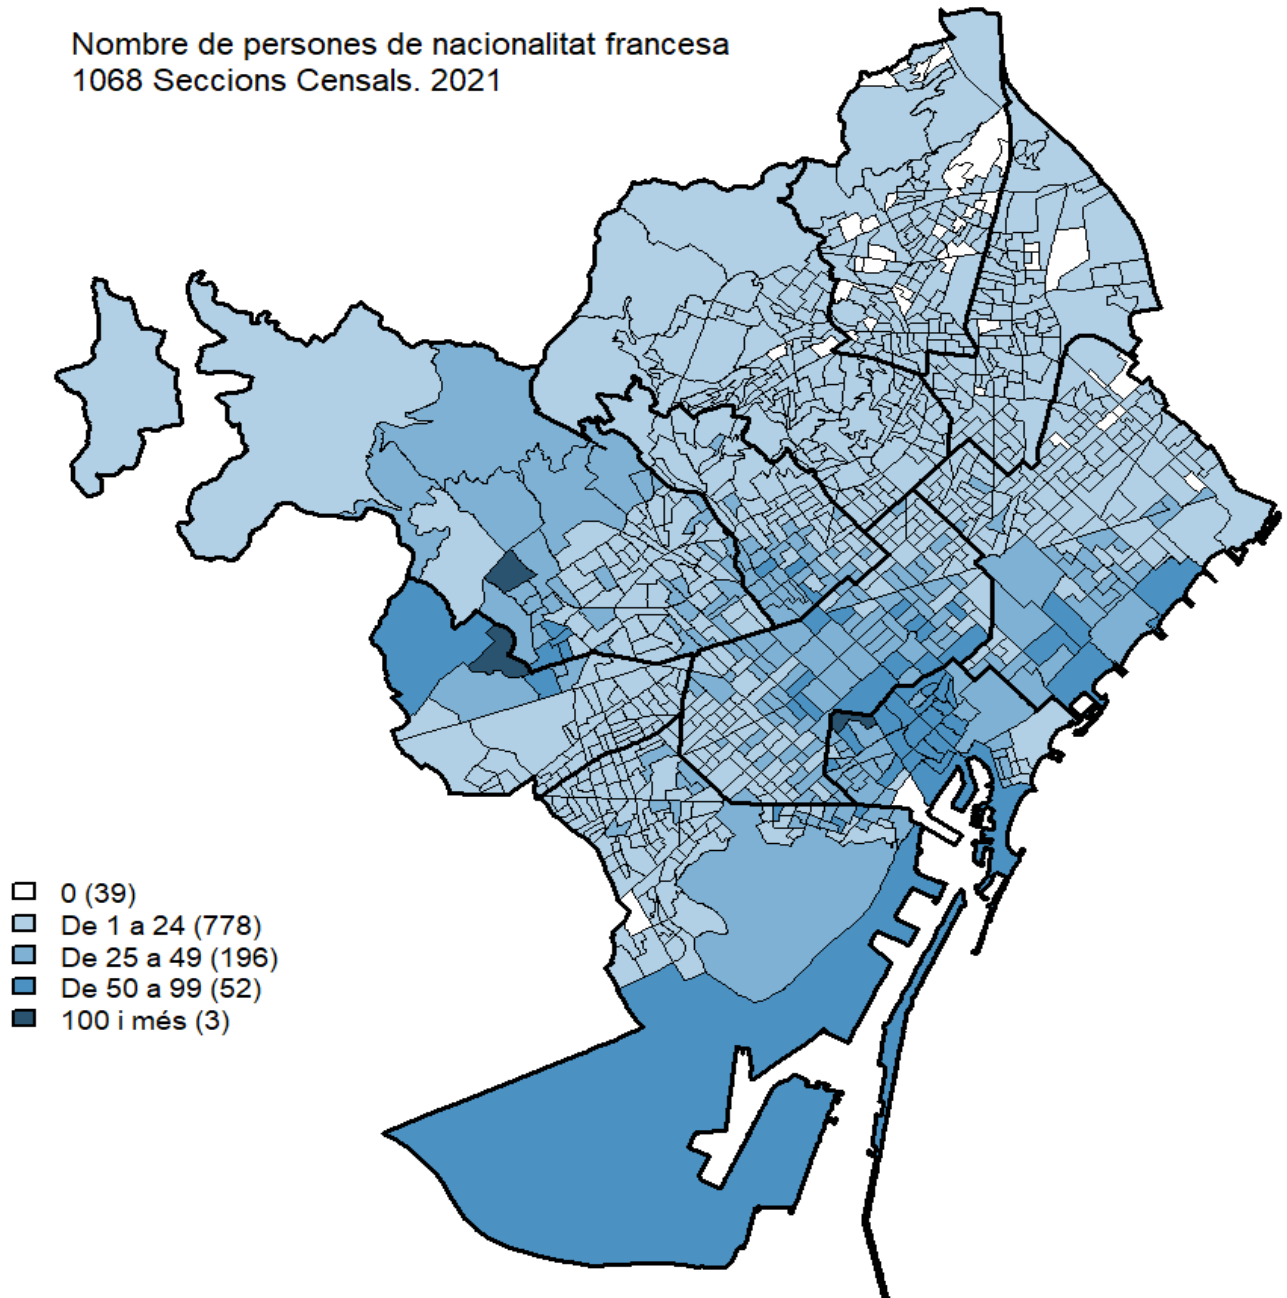 Nombre de persones de nacionalitat francesa
1068 Seccions Censals. 2021
0 (39)
De 1 a 24 (778)
De 25 a 49 (196)
De 50 a 99 (52)
100 i més (3)